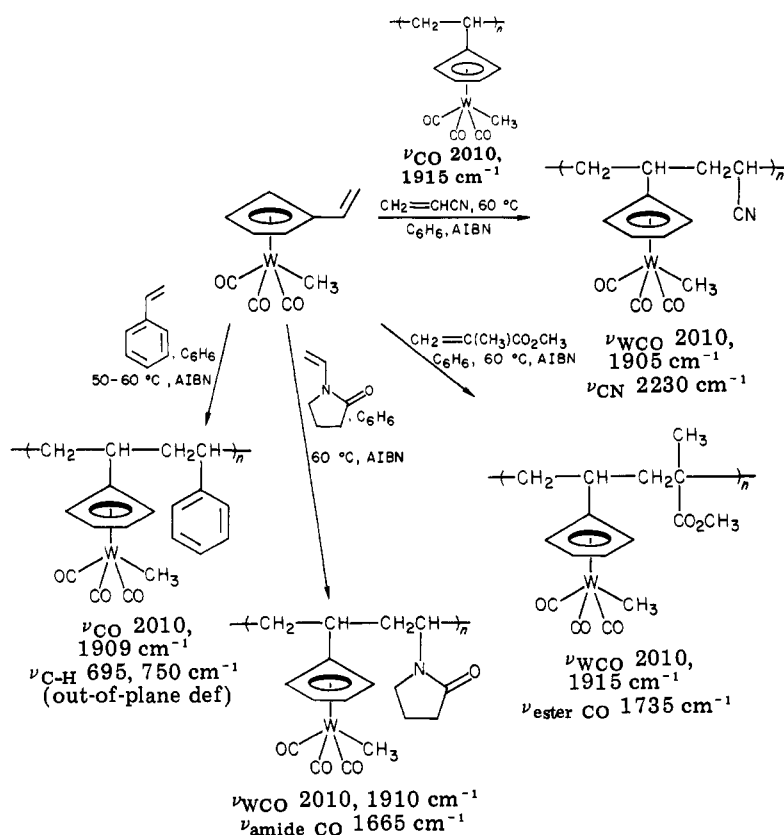 (CH₂—CH)ₙ
W
OC CH₃
CO CO
νCO 2010,
1915 cm⁻¹
CH₂=CHCN, 60 °C
C₆H₆, AIBN
(CH₂—CH—CH₂—CH)ₙ
CN
W
OC CH₃
CO CO
νWCO 2010,
1905 cm⁻¹
νCN 2230 cm⁻¹
W
OC CH₃
CO CO
, C₆H₆
50–60 °C, AIBN
N O
, C₆H₆
60 °C, AIBN
CH₂=C(CH₃)CO₂CH₃
C₆H₆, 60 °C, AIBN
(CH₂—CH—CH₂CH)ₙ
W
OC CH₃
CO CO
νCO 2010,
1909 cm⁻¹
νC-H 695, 750 cm⁻¹
(out-of-plane def)
(CH₂—CH—CH₂—CH)ₙ
N O
W
OC CH₃
CO CO
νWCO 2010, 1910 cm⁻¹
νamide CO 1665 cm⁻¹
CH₃
(CH₂—CH—CH₂C)ₙ
CO₂CH₃
W
OC CH₃
CO CO
νWCO 2010,
1915 cm⁻¹
νester CO 1735 cm⁻¹